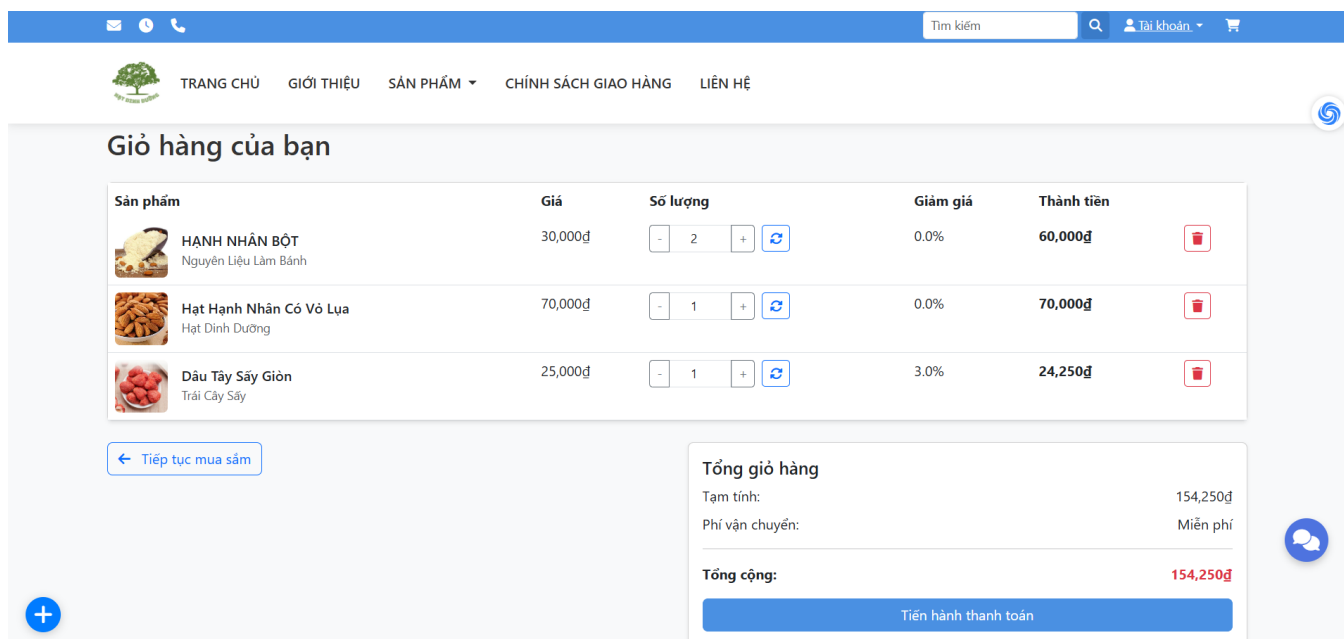 Tìm kiếm
Tài khoản
TRANG CHỦ GIỚI THIỆU SẢN PHẨM CHÍNH SÁCH GIAO HÀNG LIÊN HỆ
HẠT DINH DƯỠNG
Giỏ hàng của bạn
Sản phẩm Giá Số lượng Giảm giá Thành tiền
HẠNH NHÂN BỘT 30,000₫ - 2 + 0.0% 60,000₫
Nguyên Liệu Làm Bánh
Hạt Hạnh Nhân Có Vỏ Lụa 70,000₫ - 1 + 0.0% 70,000₫
Hạt Dinh Dưỡng
Dâu Tây Sấy Giòn 25,000₫ - 1 + 3.0% 24,250₫
Trái Cây Sấy
Tiếp tục mua sắm
Tổng giỏ hàng
Tạm tính: 154,250₫
Phí vận chuyển: Miễn phí
Tổng cộng: 154,250₫
Tiến hành thanh toán